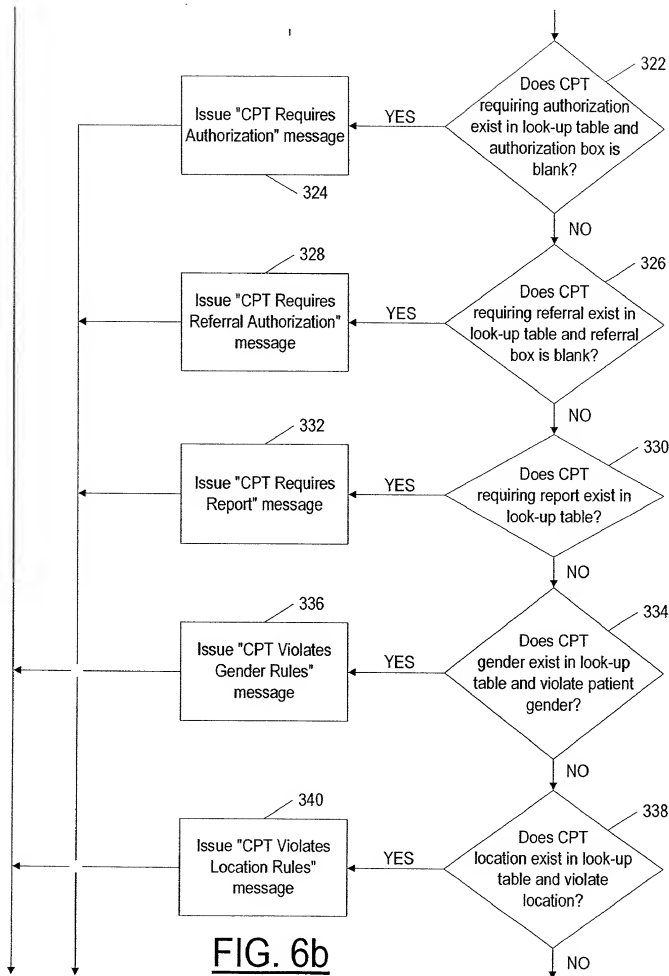 322
Does CPT
requiring authorization
exist in look-up table and
authorization box is
blank?
YES
Issue "CPT Requires
Authorization" message
324
NO
326
Does CPT
requiring referral exist in
look-up table and referral
box is blank?
YES
328
Issue "CPT Requires
Referral Authorization"
message
NO
330
Does CPT
requiring report exist in
look-up table?
YES
332
Issue "CPT Requires
Report" message
NO
334
Does CPT
gender exist in look-up
table and violate patient
gender?
YES
336
Issue "CPT Violates
Gender Rules"
message
NO
338
Does CPT
location exist in look-up
table and violate
location?
YES
340
Issue "CPT Violates
Location Rules"
message
NO
FIG. 6b